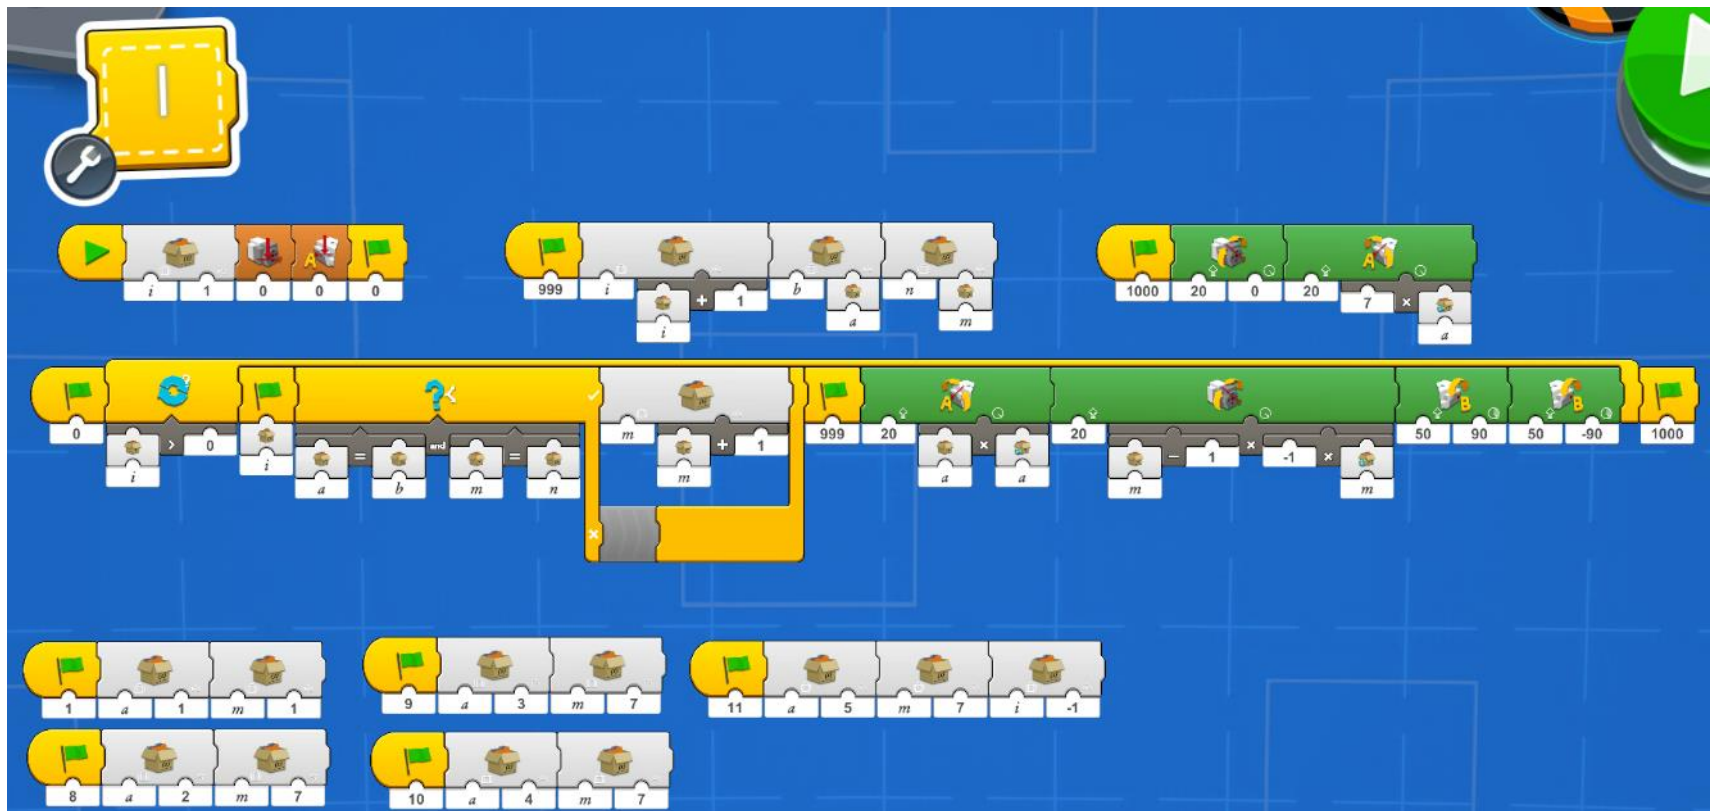 i 1 0 0 0
999 i i + 1 b a n m
1000 20 0 20 7 × a
A
A
0 i > 0 i a = b and m = n m m + 1 999 20 a × a 20 m − 1 × -1 × m 50 90 50 -90 1000
A
B
B
1 a 1 m 1
9 a 3 m 7
11 a 5 m 7 i -1
8 a 2 m 7
10 a 4 m 7